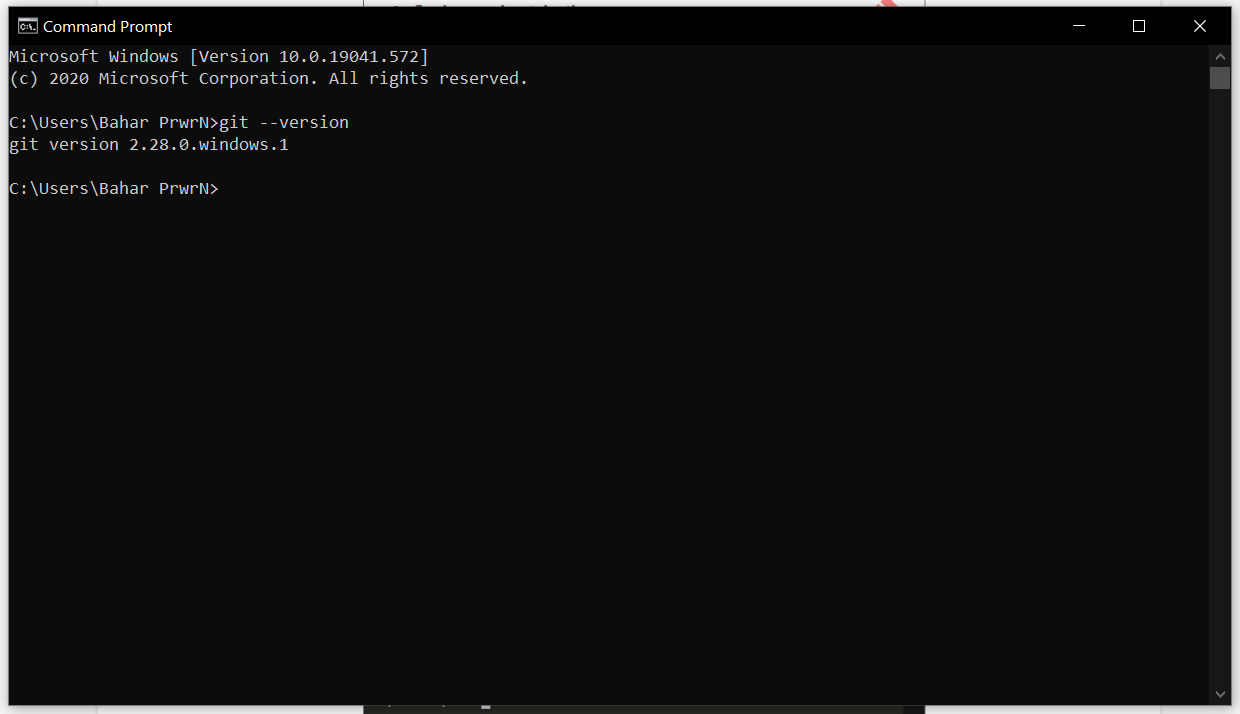 Command Prompt
Microsoft Windows [Version 10.0.19041.572]
(c) 2020 Microsoft Corporation. All rights reserved.
C:\Users\Bahar PrwrN>git --version
git version 2.28.0.windows.1
C:\Users\Bahar PrwrN>